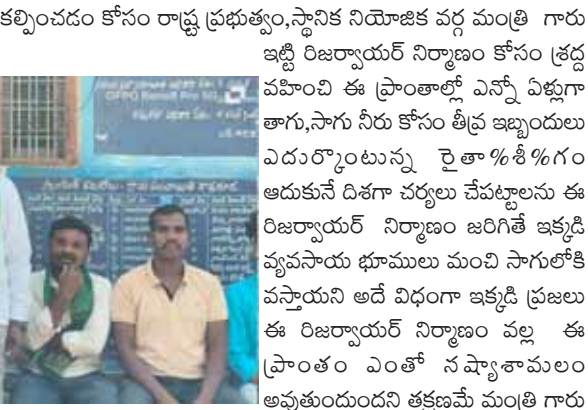 కల్పించడం కోసం రాష్ట్ర ప్రభుత్వం,స్థానిక నియోజిక వర్గ మంత్రి గారు
ఇట్టి రిజర్వాయర్ నిర్మాణం కోసం శ్రద్ద
వహించి ఈ ప్రాంతాల్లో ఎన్నో ఏళ్లుగా
తాగు,సాగు నీరు కోసం తీవ్ర ఇబ్బందులు
ఎదుర్కొంటున్న రైతా%శీ%గం
ఆదుకునే దిశగా చర్యలు చేపట్టాలను ఈ
రిజర్వాయర్ నిర్మాణం జరిగితే ఇక్కడి
వ్యవసాయ భూములు మంచి సాగులోకి
వస్తాయని అదే విధంగా ఇక్కడి ప్రజలు
ఈ రిజర్వాయర్ నిర్మాణం వల్ల ఈ
ప్రాంతం ఎంతో నష్యాశామలం
అవుతుందుందని తక్షణమే మంత్రి గారు